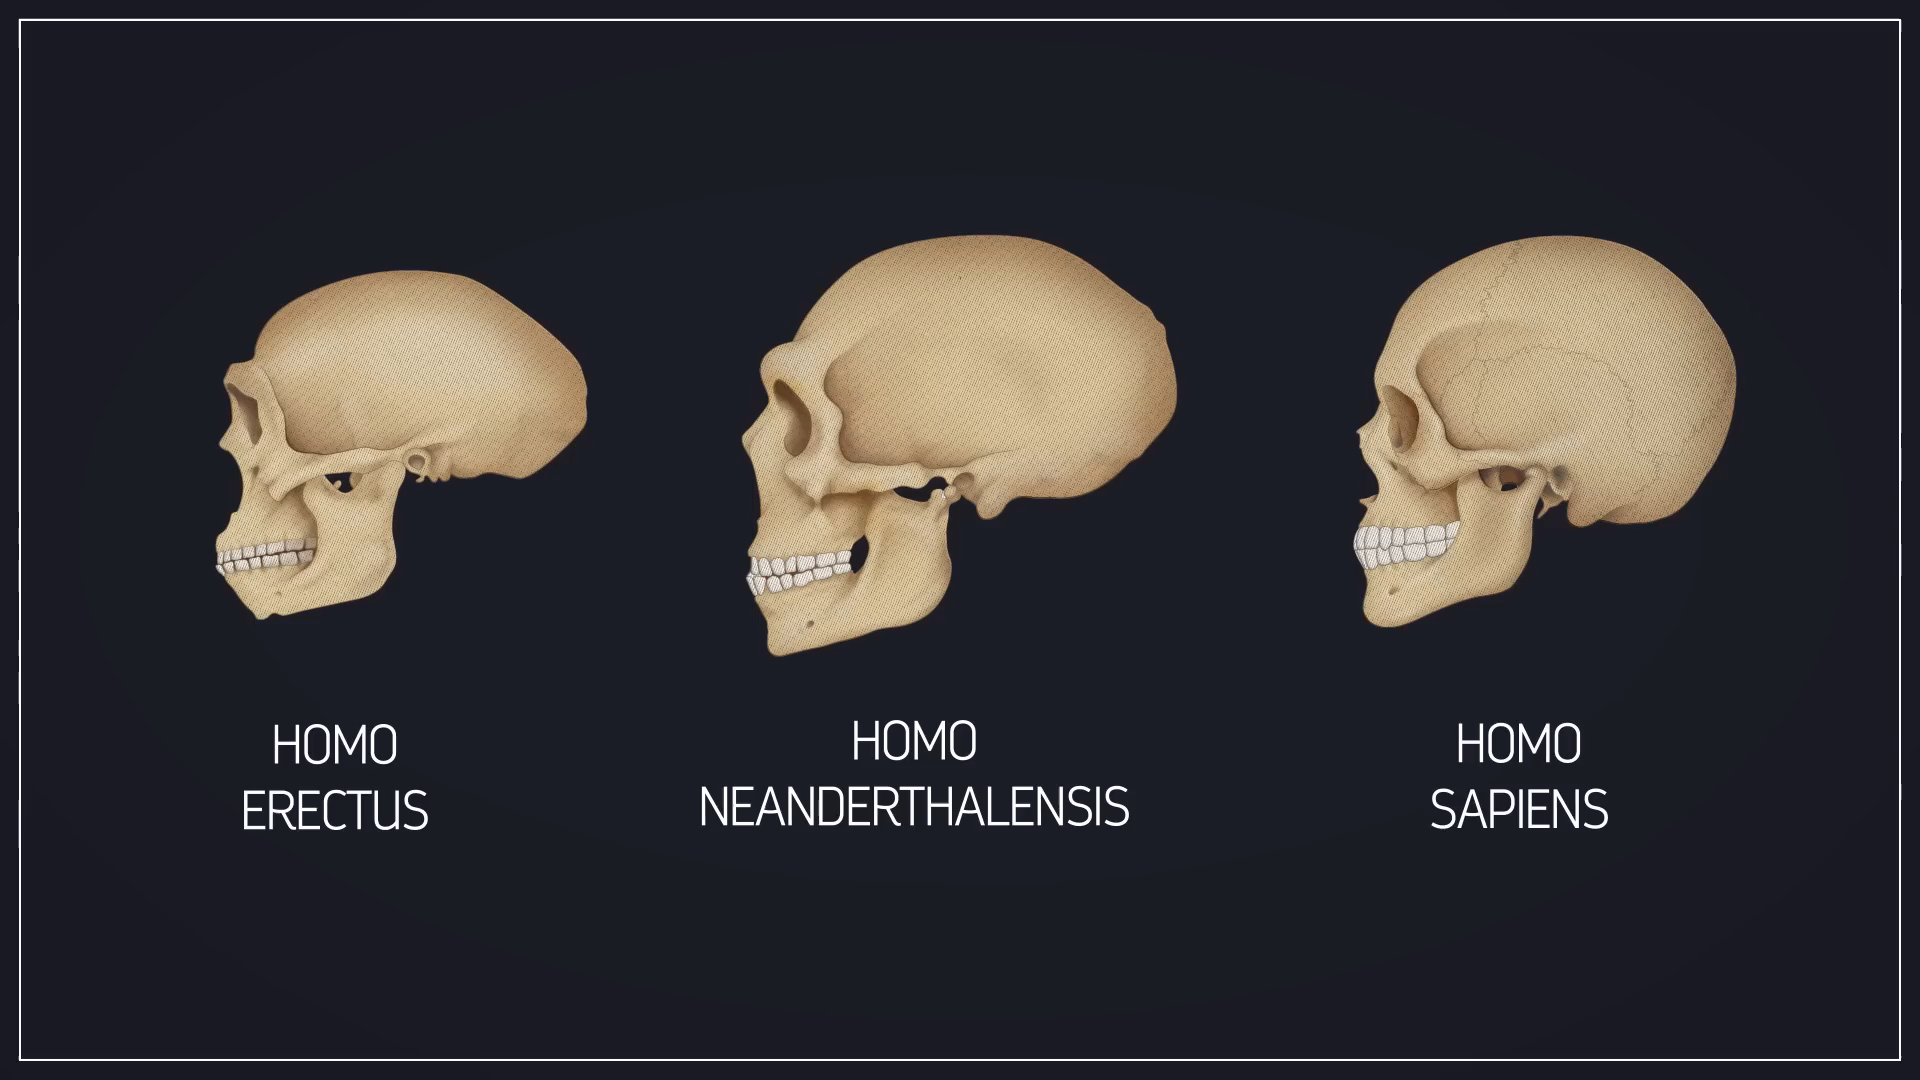 HOMO
ERECTUS
HOMO
NEANDERTHALENSIS
HOMO
SAPIENS